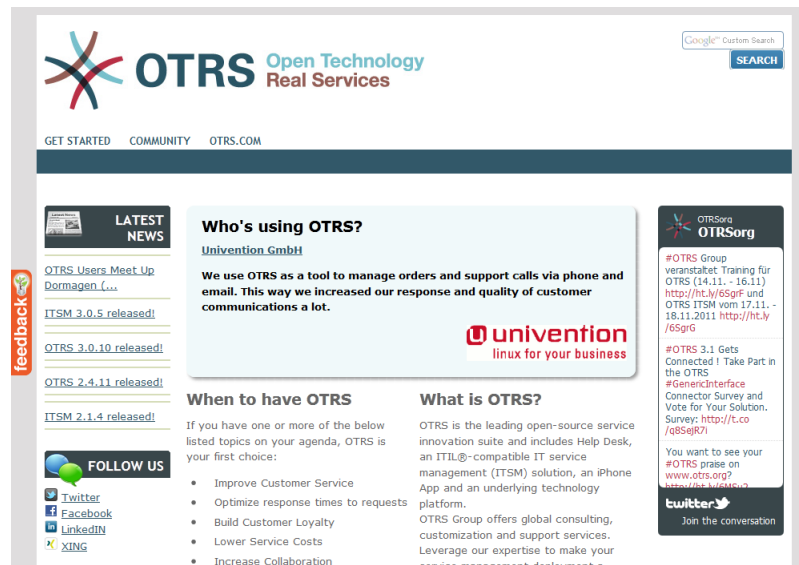 OTRS Open Technology
Real Services
Google™ Custom Search
SEARCH
GET STARTED COMMUNITY OTRS.COM
LATEST
NEWS
OTRS Users Meet Up
Dormagen (...
ITSM 3.0.5 released!
OTRS 3.0.10 released!
OTRS 2.4.11 released!
ITSM 2.1.4 released!
FOLLOW US
Twitter
Facebook
LinkedIN
XING
feedback
Who's using OTRS?
Univention GmbH
We use OTRS as a tool to manage orders and support calls via phone and
email. This way we increased our response and quality of customer
communications a lot.
univention
linux for your business
When to have OTRS
If you have one or more of the below
listed topics on your agenda, OTRS is
your first choice:
• Improve Customer Service
• Optimize response times to requests
• Build Customer Loyalty
• Lower Service Costs
• Increase Collaboration
What is OTRS?
OTRS is the leading open-source service
innovation suite and includes Help Desk,
an ITIL®-compatible IT service
management (ITSM) solution, an iPhone
App and an underlying technology
platform.
OTRS Group offers global consulting,
customization and support services.
Leverage our expertise to make your
service management deployment a
OTRSorg
OTRSorg
#OTRS Group
veranstaltet Training für
OTRS (14.11. - 16.11)
http://ht.ly/6SgrF und
OTRS ITSM vom 17.11. -
18.11.2011 http://ht.ly
/6SgrG
#OTRS 3.1 Gets
Connected ! Take Part in
the OTRS
#GenericInterface
Connector Survey and
Vote for Your Solution.
Survey: http://t.co
/q8SeJR7i
You want to see your
#OTRS praise on
www.otrs.org?
twitter
Join the conversation